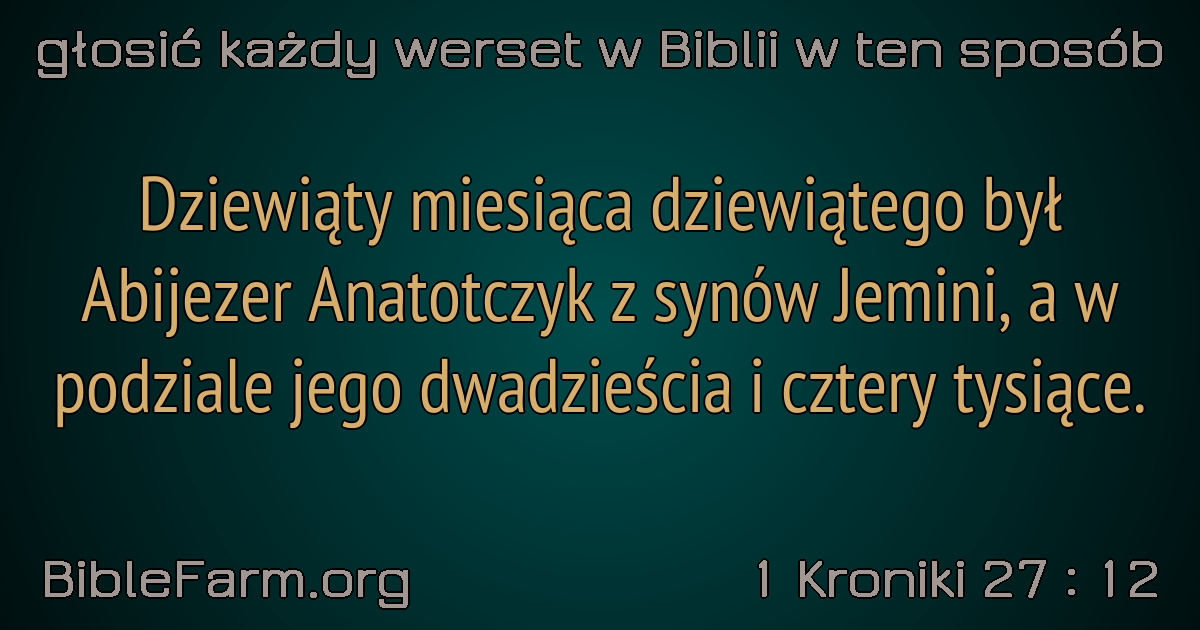 głosić każdy werset w Biblii w ten sposób
Dziewiąty miesiąca dziewiątego był
Abijezer Anatotczyk z synów Jemini, a w
podziale jego dwadzieścia i cztery tysiące.
BibleFarm.org
1 Kroniki 27 : 12